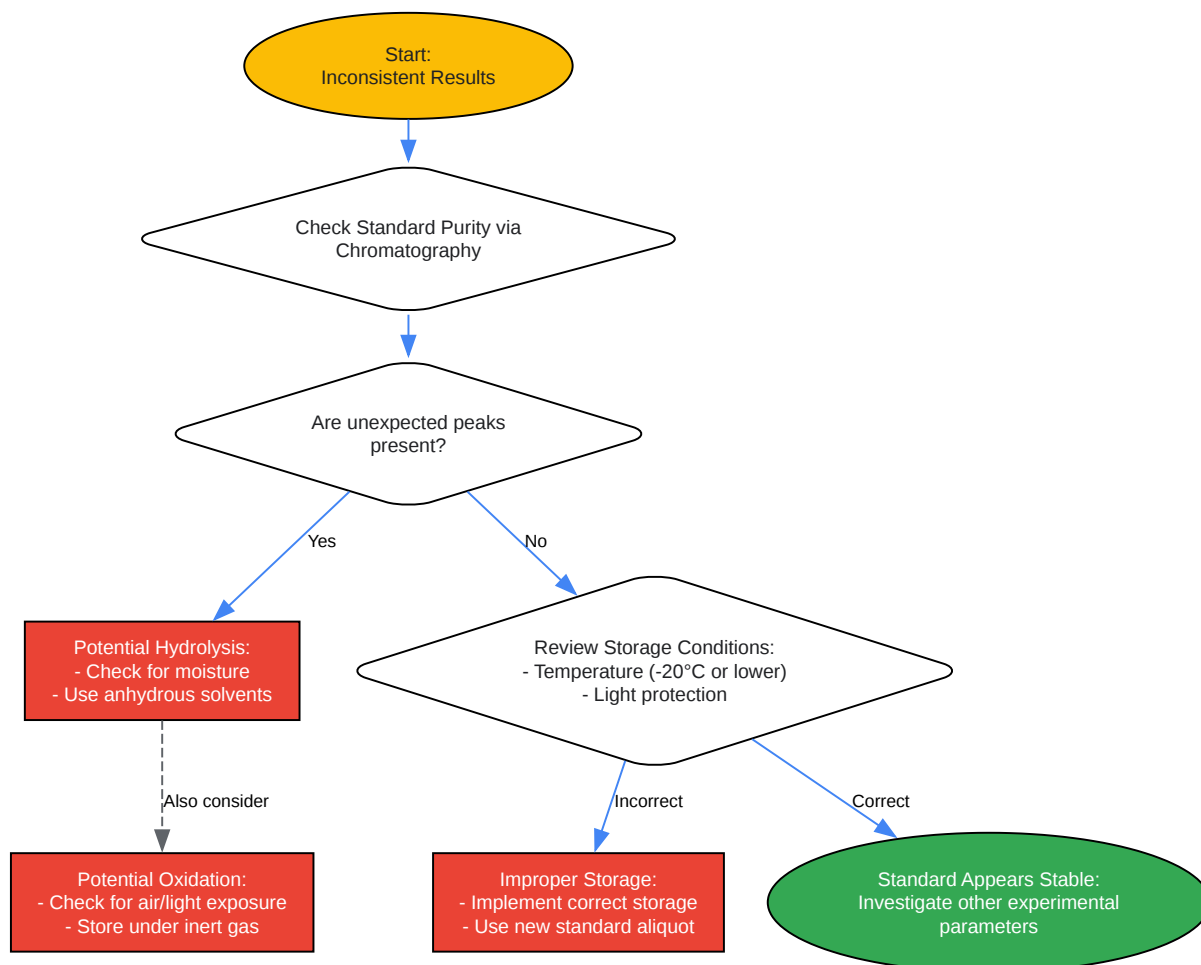 Start:
Inconsistent Results
Check Standard Purity via
Chromatography
Are unexpected peaks
present?
Yes
No
Potential Hydrolysis:
- Check for moisture
- Use anhydrous solvents
Review Storage Conditions:
- Temperature (-20°C or lower)
- Light protection
Also consider
Incorrect
Correct
Potential Oxidation:
- Check for air/light exposure
- Store under inert gas
Improper Storage:
- Implement correct storage
- Use new standard aliquot
Standard Appears Stable:
Investigate other experimental
parameters